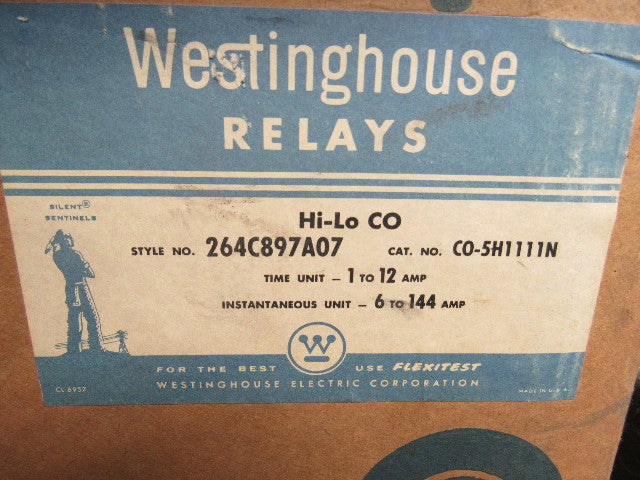 Westinghouse
RELAYS
SILENT®
SENTINELS
Hi-Lo CO
STYLE NO. 264C897A07 CAT. NO. CO-5H1111N
TIME UNIT – 1 TO 12 AMP
INSTANTANEOUS UNIT – 6 TO 144 AMP
W
FOR THE BEST USE FLEXITEST
WESTINGHOUSE ELECTRIC CORPORATION
CL 6957
MADE IN U.S.A.